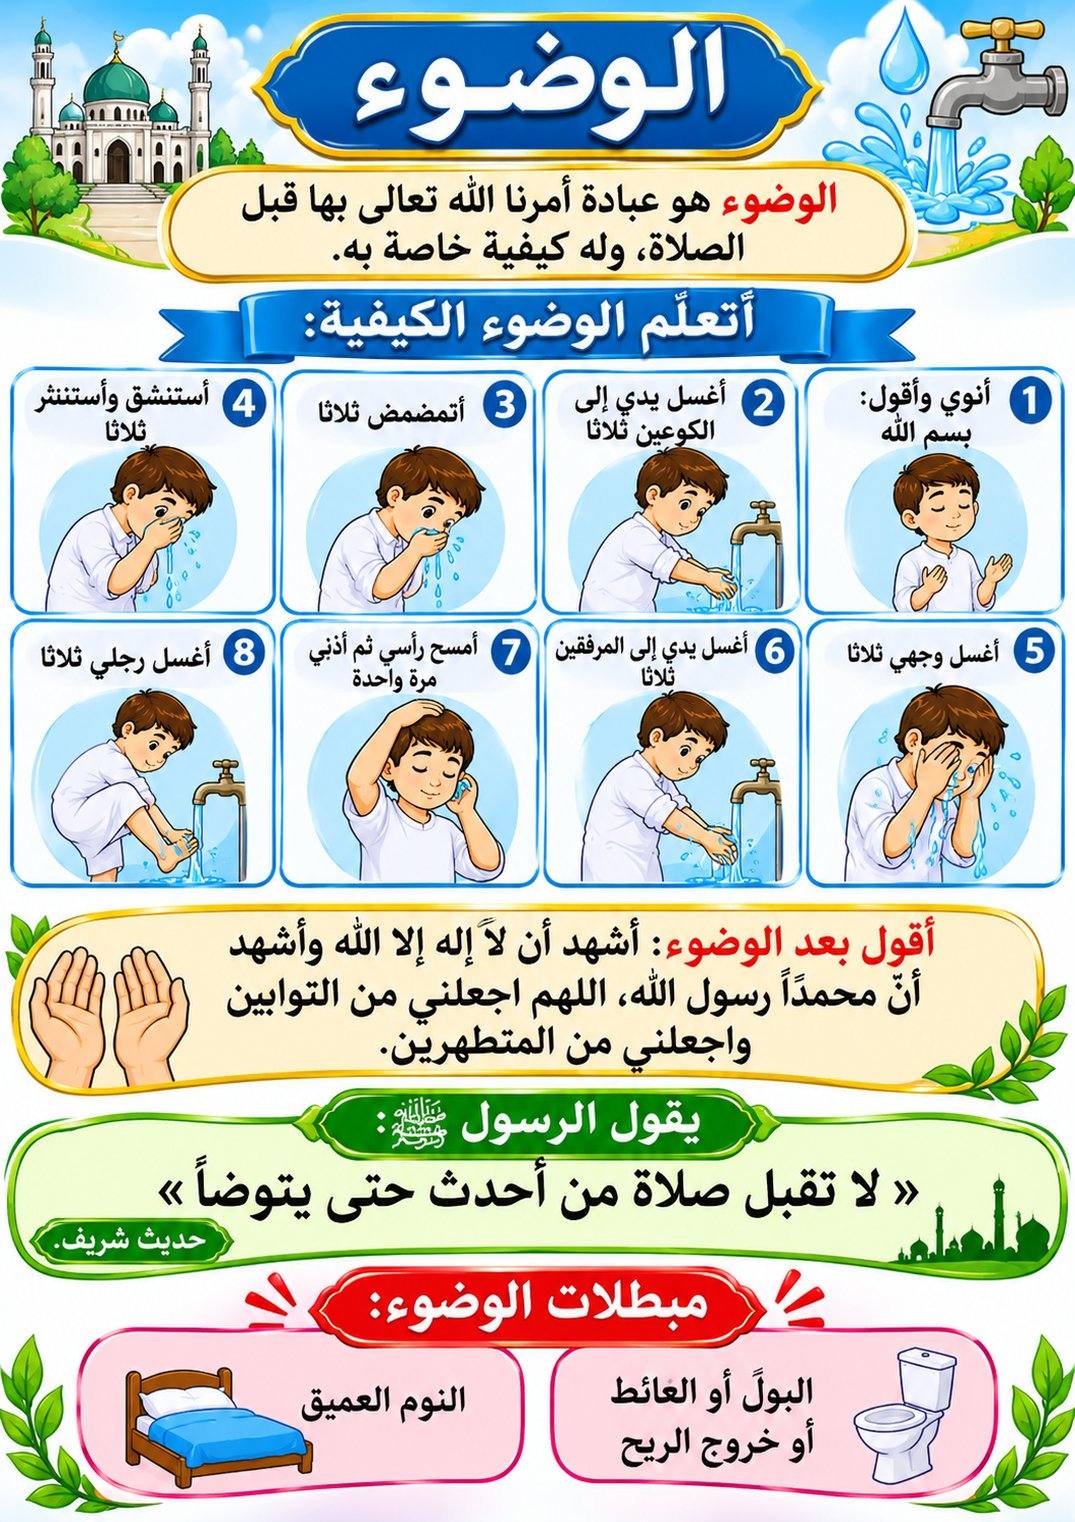 الوضوء
الوضوء هو عبادة أمرنا الله تعالى بها قبل
الصلاة، وله كيفية خاصة به.
أتعلَّم الوضوء الكيفية:
1 أنوي وأقول:
بسم الله
2 أغسل يدي إلى
الكوعين ثلاثا
3 أتمضمض ثلاثا
4 أستنشق وأستننثر
ثلاثا
5 أغسل وجهي ثلاثا
6 أغسل يدي إلى المرفقين
ثلاثا
7 أمسح رأسي ثم أذني
مرة واحدة
8 أغسل رجلي ثلاثا
أقول بعد الوضوء: أشهد أن لاً إله إلا الله وأشهد
أنّ محمدًاً رسول الله، اللهم اجعلني من التوابين
واجعلني من المتطهرين.
يقول الرسول ﷺ:
« لا تقبل صلاة من أحدث حتى يتوضاً »
حديث شريف.
مبطلات الوضوء:
البولً أو الغائط
أو خروج الريح
النوم العميق